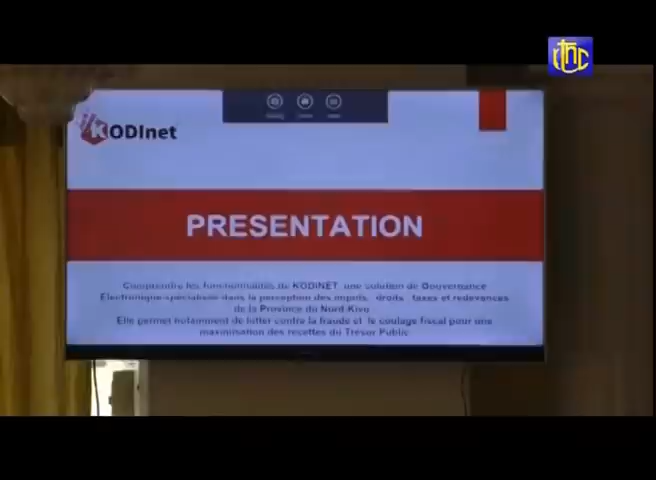 rtnc
KODInet
PRESENTATION
Comprendre les fonctionnalités de KODINET, une solution de Gouvernance
Electronique spécialisée dans la perception des impots, droits, taxes et redevances
de la Province du Nord-Kivu
Elle permet notamment de lutter contre la fraude et le coulage fiscal pour une
maximisation des recettes du Trésor Public